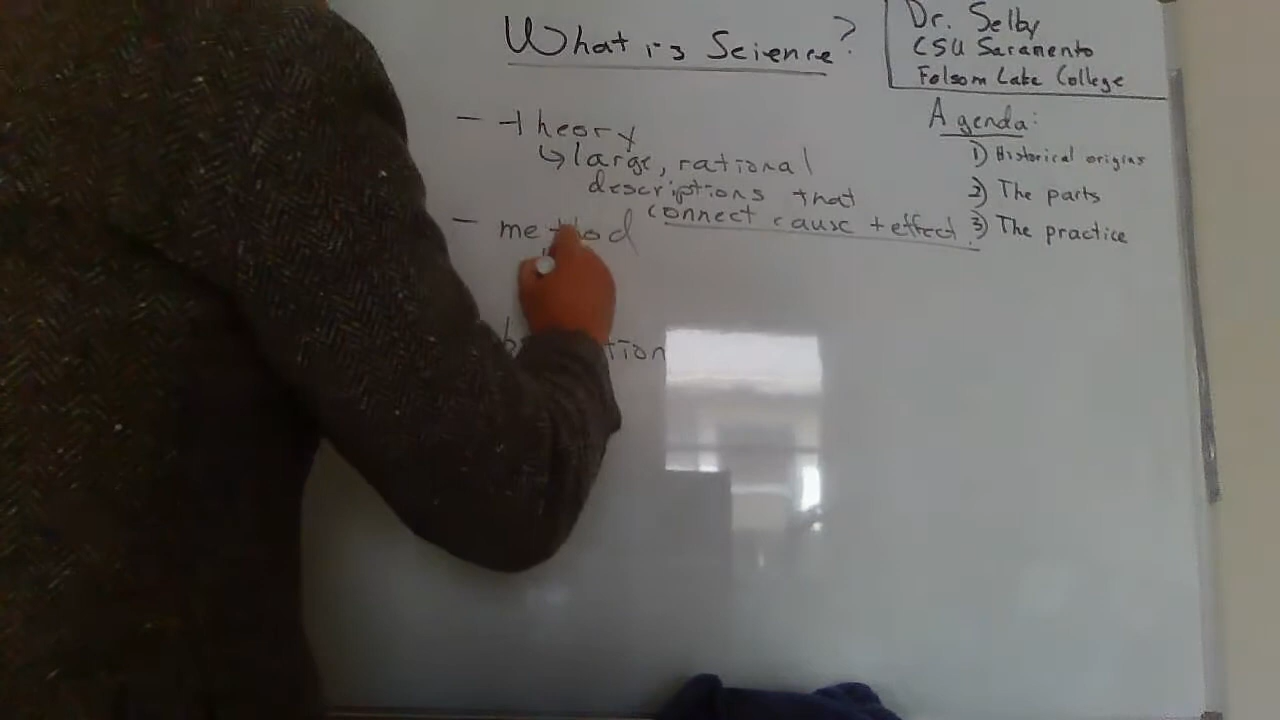 What is Science?
- theory
↳ large, rational
descriptions that
connect cause + effect.
- method
Dr. Selby
CSU Saramento
Folsom Lake College
Agenda:
1) Historical origins
2) The parts
3) The practice